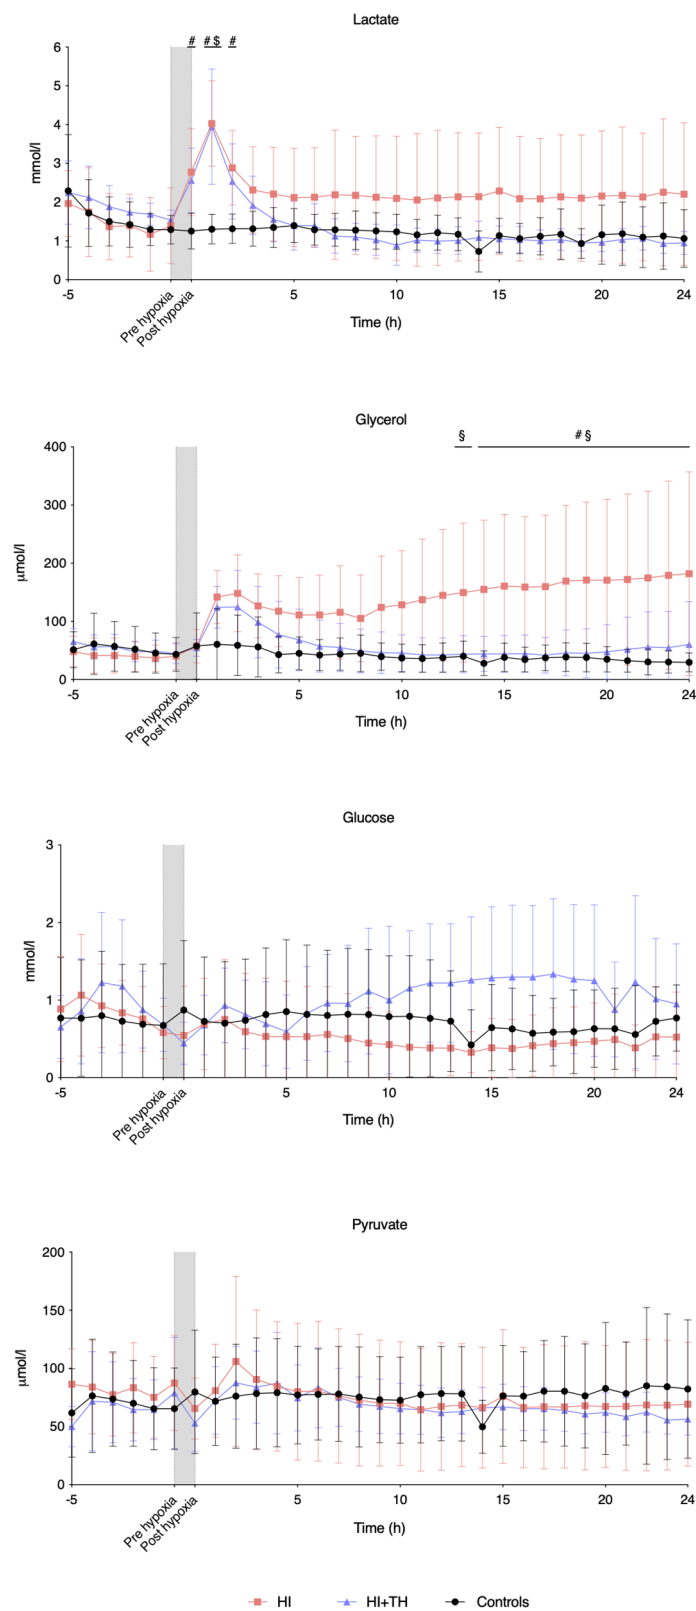 Lactate
# # $ #
6
5
4
3
2
1
0
mmol/l
-5 5 10 15 20 24
Pre hypoxia
Post hypoxia
Time (h)
Glycerol
§ # §
400
300
200
100
0
μmol/l
-5 5 10 15 20 24
Pre hypoxia
Post hypoxia
Time (h)
Glucose
3
2
1
0
mmol/l
-5 5 10 15 20 24
Pre hypoxia
Post hypoxia
Time (h)
Pyruvate
200
150
100
50
0
μmol/l
-5 5 10 15 20 24
Pre hypoxia
Post hypoxia
Time (h)
HI HI+TH Controls